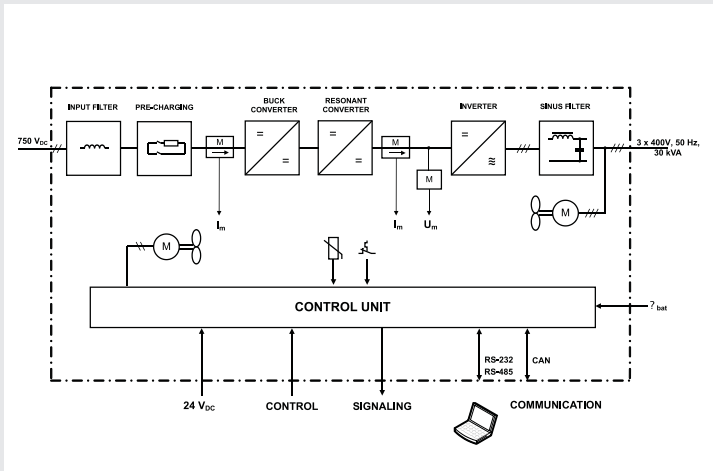 INPUT FILTER
PRE-CHARGING
BUCK
CONVERTER
RESONANT
CONVERTER
INVERTER
SINUS FILTER
750 VDC
M
M
M
3 x 400V, 50 Hz,
30 kVA
Im
Im
Um
M
M
CONTROL UNIT
? bat
RS-232
RS-485
CAN
24 VDC
CONTROL
SIGNALING
COMMUNICATION